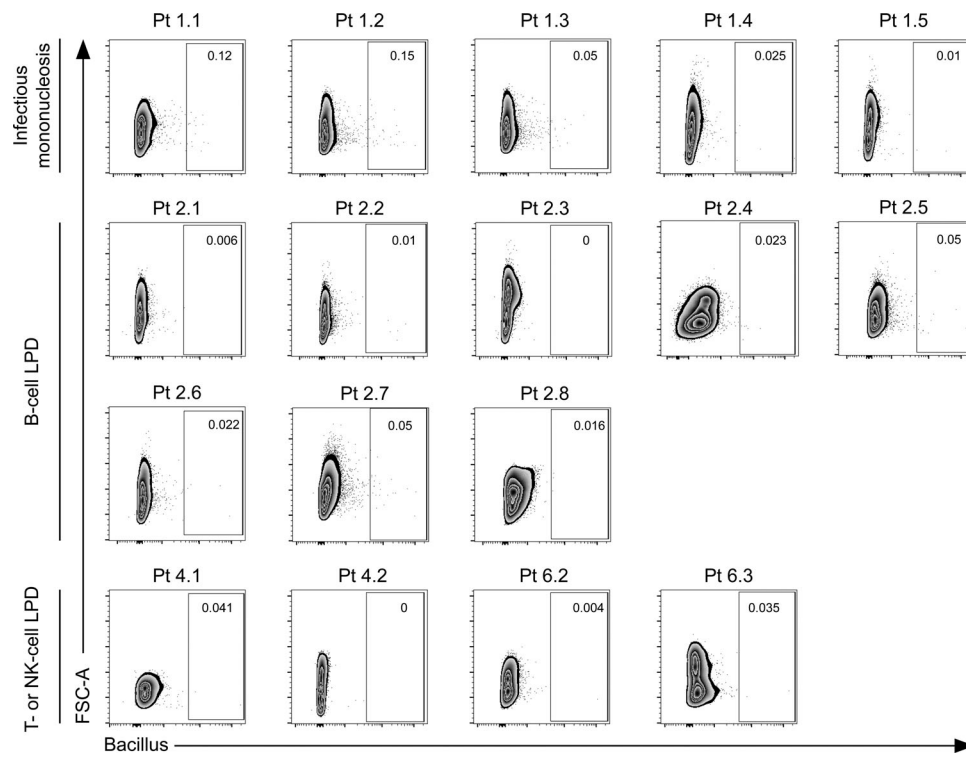 Pt 1.1 Pt 1.2 Pt 1.3 Pt 1.4 Pt 1.5
Infectious
mononucleosis
0.12 0.15 0.05 0.025 0.01
Pt 2.1 Pt 2.2 Pt 2.3 Pt 2.4 Pt 2.5
0.006 0.01 0 0.023 0.05
B-cell LPD
Pt 2.6 Pt 2.7 Pt 2.8
0.022 0.05 0.016
Pt 4.1 Pt 4.2 Pt 6.2 Pt 6.3
T- or NK-cell LPD
0.041 0 0.004 0.035
FSC-A
Bacillus